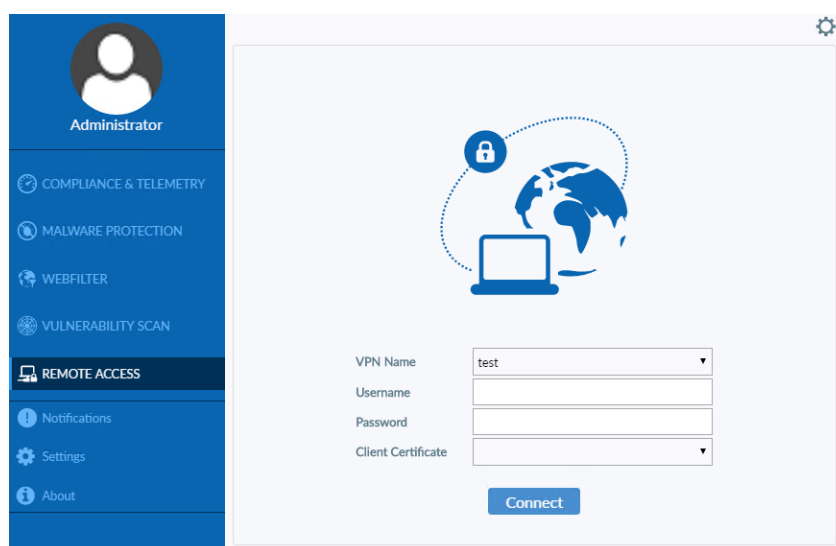 Administrator
COMPLIANCE & TELEMETRY
MALWARE PROTECTION
WEBFILTER
VULNERABILITY SCAN
REMOTE ACCESS
Notifications
Settings
About
VPN Name
test
Username
Password
Client Certificate
Connect